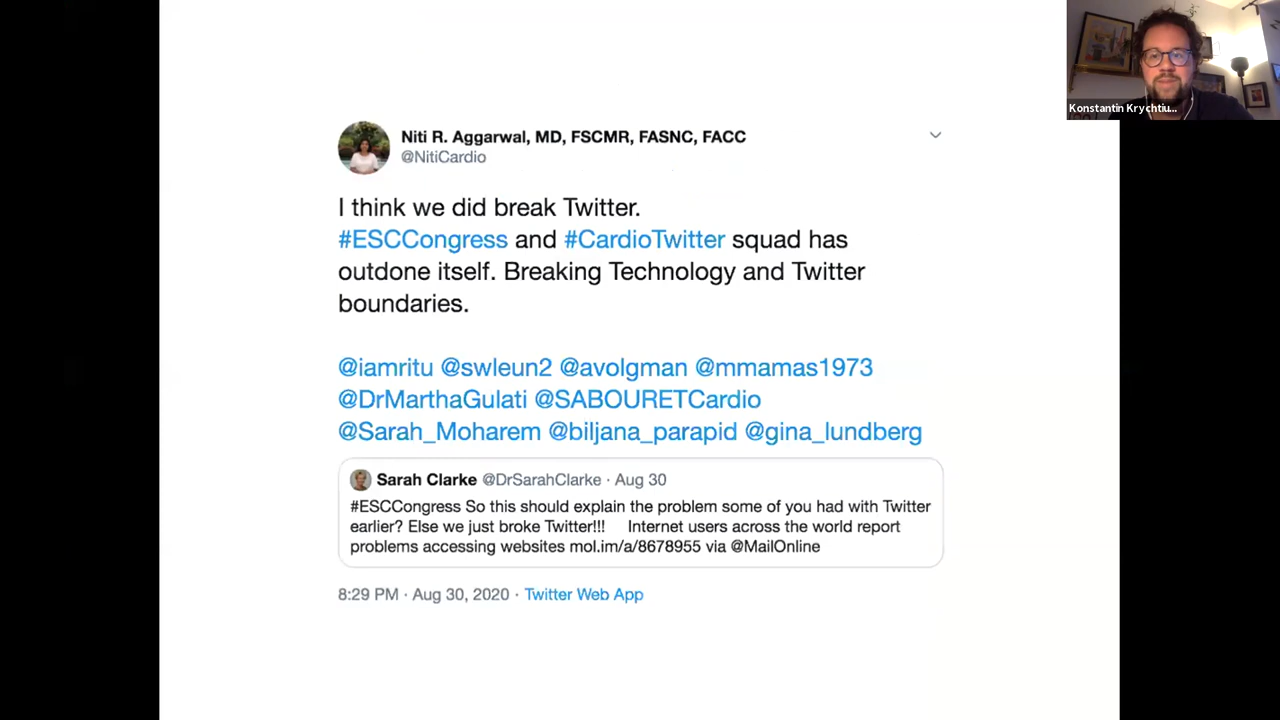 Konstantin Krychtiu...
Niti R. Aggarwal, MD, FSCMR, FASNC, FACC
@NitiCardio
I think we did break Twitter.
#ESCCongress and #CardioTwitter squad has
outdone itself. Breaking Technology and Twitter
boundaries.
@iamritu @swleun2 @avolgman @mmamas1973
@DrMarthaGulati @SABOURETCardio
@Sarah_Moharem @biljana_parapid @gina_lundberg
Sarah Clarke @DrSarahClarke · Aug 30
#ESCCongress So this should explain the problem some of you had with Twitter
earlier? Else we just broke Twitter!!! Internet users across the world report
problems accessing websites mol.im/a/8678955 via @MailOnline
8:29 PM · Aug 30, 2020 · Twitter Web App